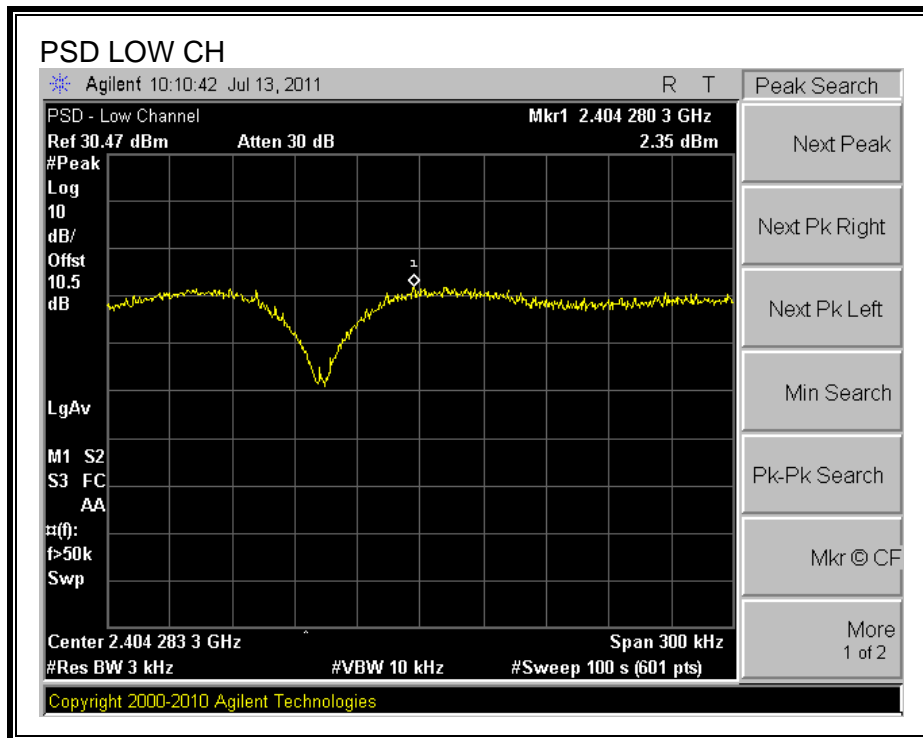 PSD LOW CH
Agilent 10:10:42 Jul 13, 2011 R T
Peak Search
PSD - Low Channel Mkr1 2.404 280 3 GHz
Ref 30.47 dBm Atten 30 dB 2.35 dBm
#Peak
Log
10
dB/
Offst
10.5
dB
1
LgAv
M1 S2
S3 FC
AA
¤(f):
f>50k
Swp
Center 2.404 283 3 GHz Span 300 kHz
#Res BW 3 kHz #VBW 10 kHz #Sweep 100 s (601 pts)
Next Peak
Next Pk Right
Next Pk Left
Min Search
Pk-Pk Search
Mkr © CF
More
1 of 2
Copyright 2000-2010 Agilent Technologies